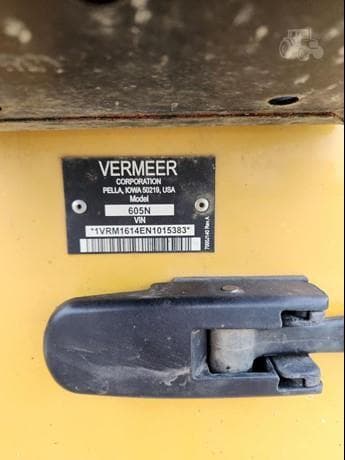 VERMEER
CORPORATION
PELLA, IOWA 50219, USA
Model
605N
VIN
*1VRM1614EN1015383*